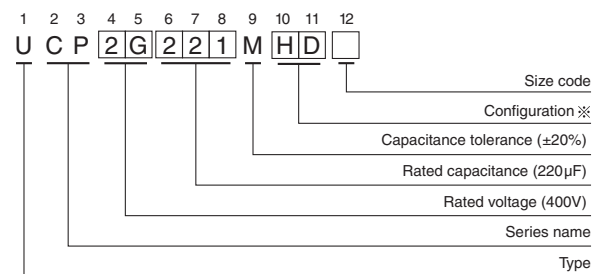 1 2 3 4 5 6 7 8 9 10 11 12
U C P 2 G 2 2 1 M H D
Size code
Configuration ※
Capacitance tolerance (±20%)
Rated capacitance (220µF)
Rated voltage (400V)
Series name
Type